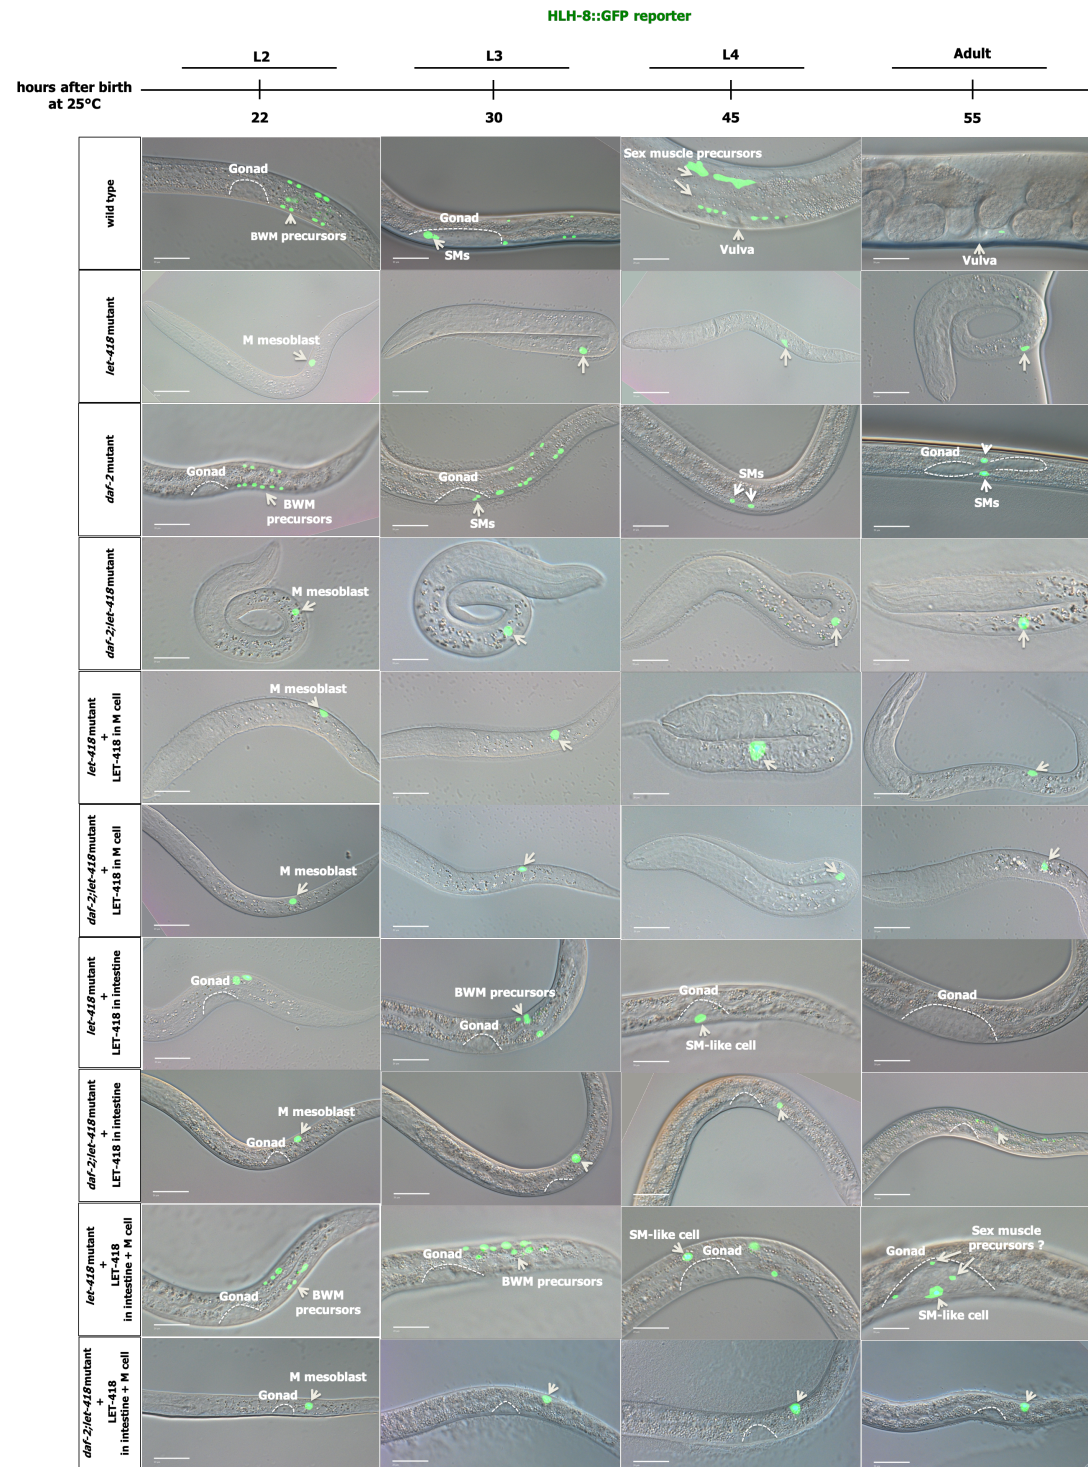 HLH-8::GFP reporter
L2
L3
L4
Adult
hours after birth
at 25°C
22
30
45
55
wild type
Gonad
BWM precursors
Gonad
SMs
Sex muscle precursors
Vulva
Vulva
let-418 mutant
M mesoblast
daf-2 mutant
Gonad
BWM
precursors
Gonad
SMs
SMs
Gonad
SMs
daf-2;let-418 mutant
M mesoblast
let-418 mutant
+
LET-418 in M cell
M mesoblast
daf-2;let-418 mutant
+
LET-418 in M cell
M mesoblast
let-418 mutant
+
LET-418 in intestine
Gonad
BWM precursors
Gonad
Gonad
SM-like cell
Gonad
daf-2;let-418 mutant
+
LET-418 in intestine
M mesoblast
Gonad
let-418 mutant
+
LET-418
in intestine + M cell
Gonad
BWM
precursors
Gonad
BWM precursors
SM-like cell
Gonad
Sex muscle
precursors ?
Gonad
SM-like cell
daf-2;let-418 mutant
+
LET-418
in intestine + M cell
M mesoblast
Gonad